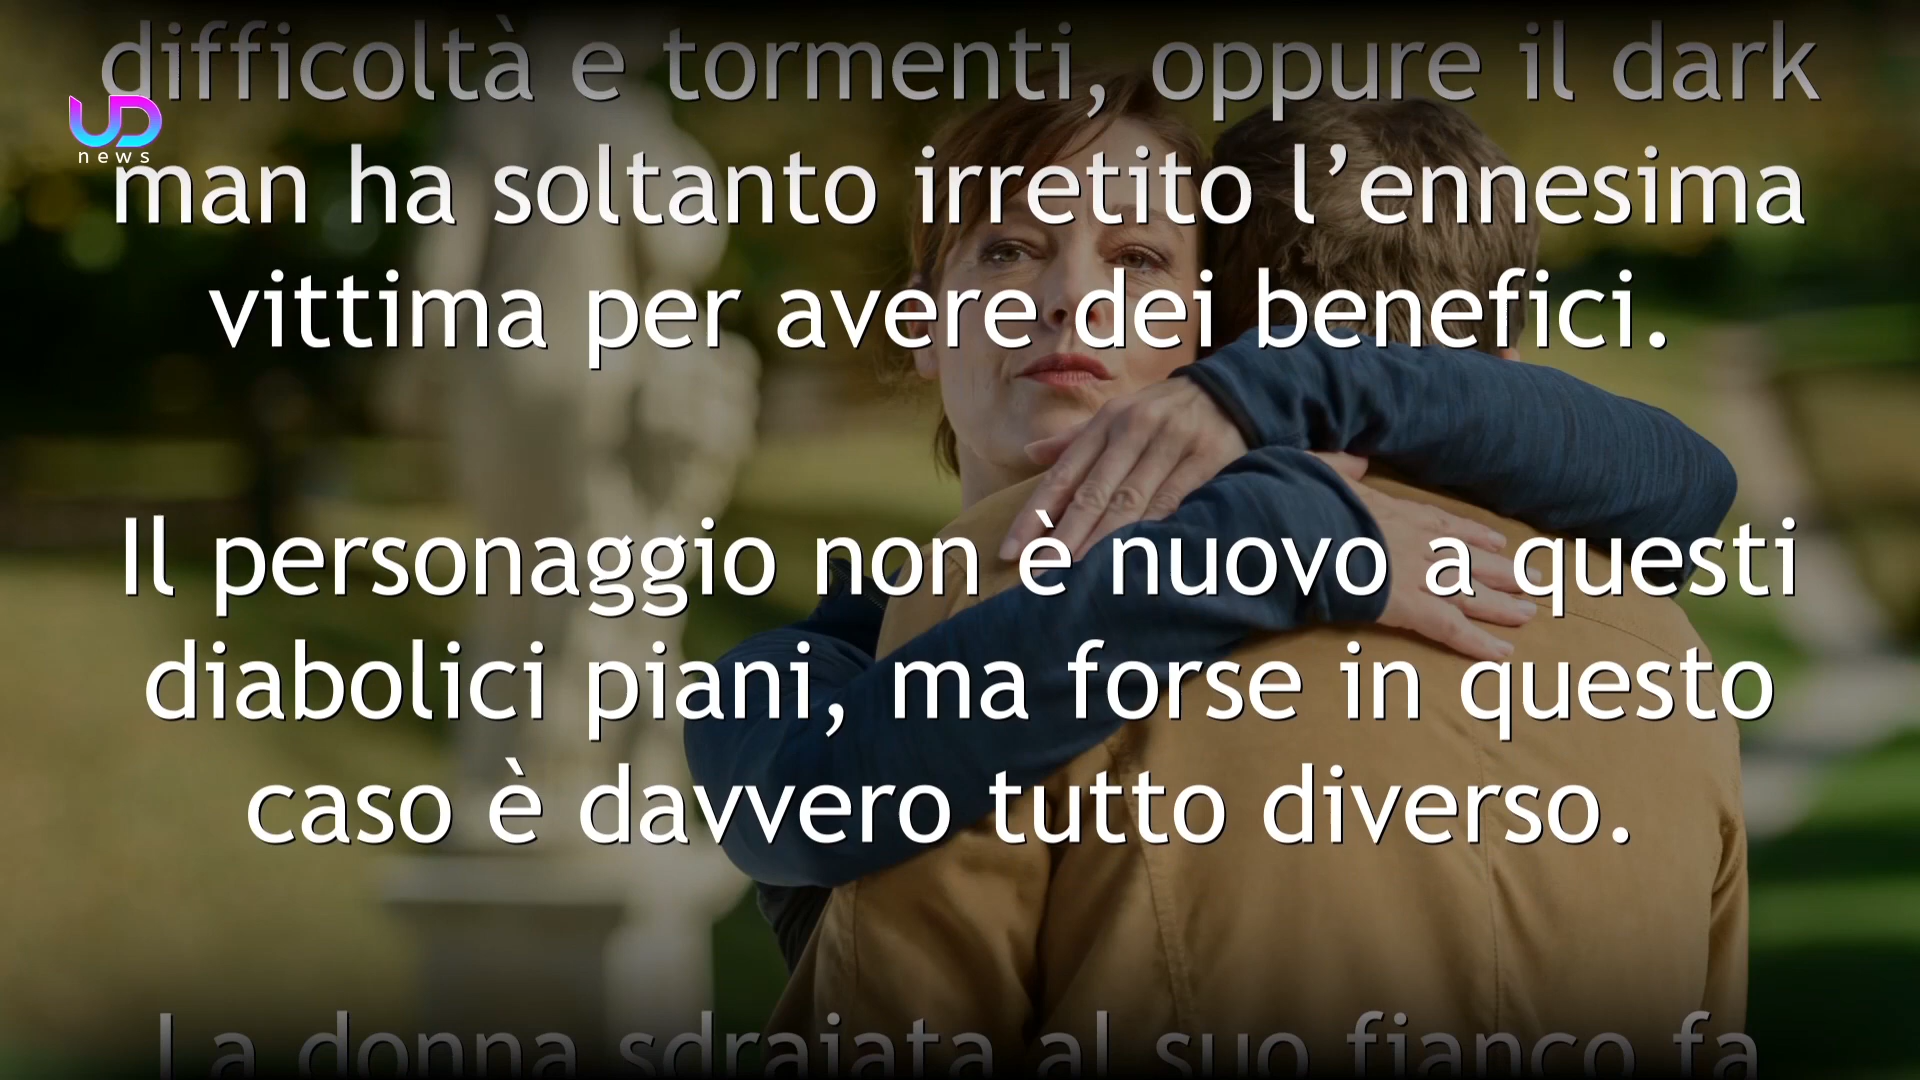 difficoltà e tormenti, oppure il dark
UD
news
man ha soltanto irretito l’ennesima
vittima per avere dei benefici.
Il personaggio non è nuovo a questi
diabolici piani, ma forse in questo
caso è davvero tutto diverso.
La donna sdraiata al suo fianco fa